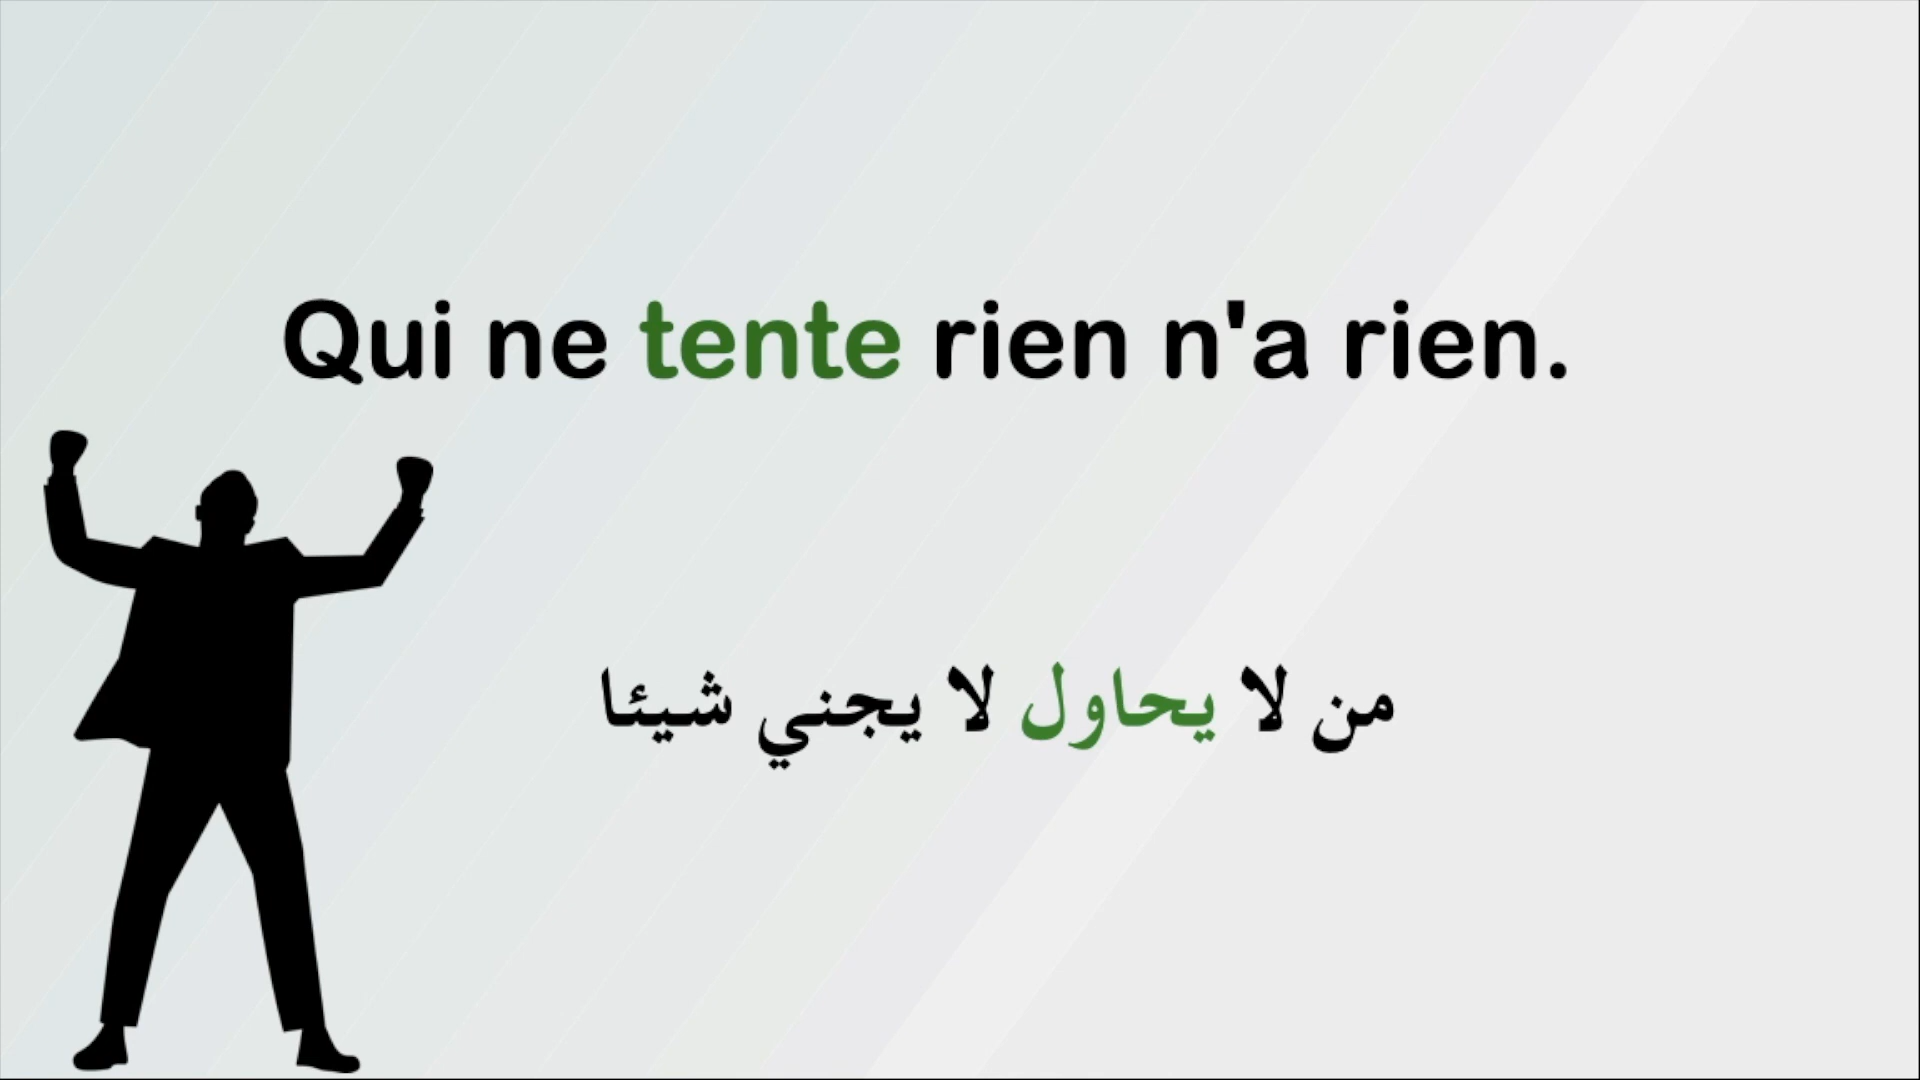 Qui ne tente rien n'a rien.
من لا يحاول لا يجني شيئا